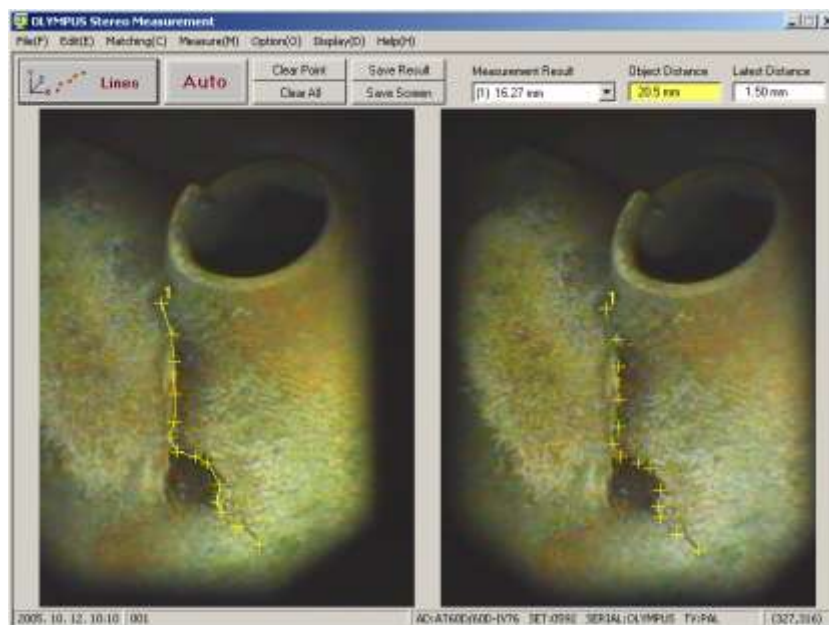 OLYMPUS Stereo Measurement
File(F) Edit(E) Matching(C) Measure(M) Option(O) Display(D) Help(H)
Lines
Auto
Clear Point
Clear All
Save Result
Save Screen
Measurement Result
(1) 16.27 mm
Object Distance
20.5 mm
Latest Distance
1.50 mm
1
1
2005. 10. 12. 10:10 001
SERIAL:OLYMPUS TV:PAL (327,316)